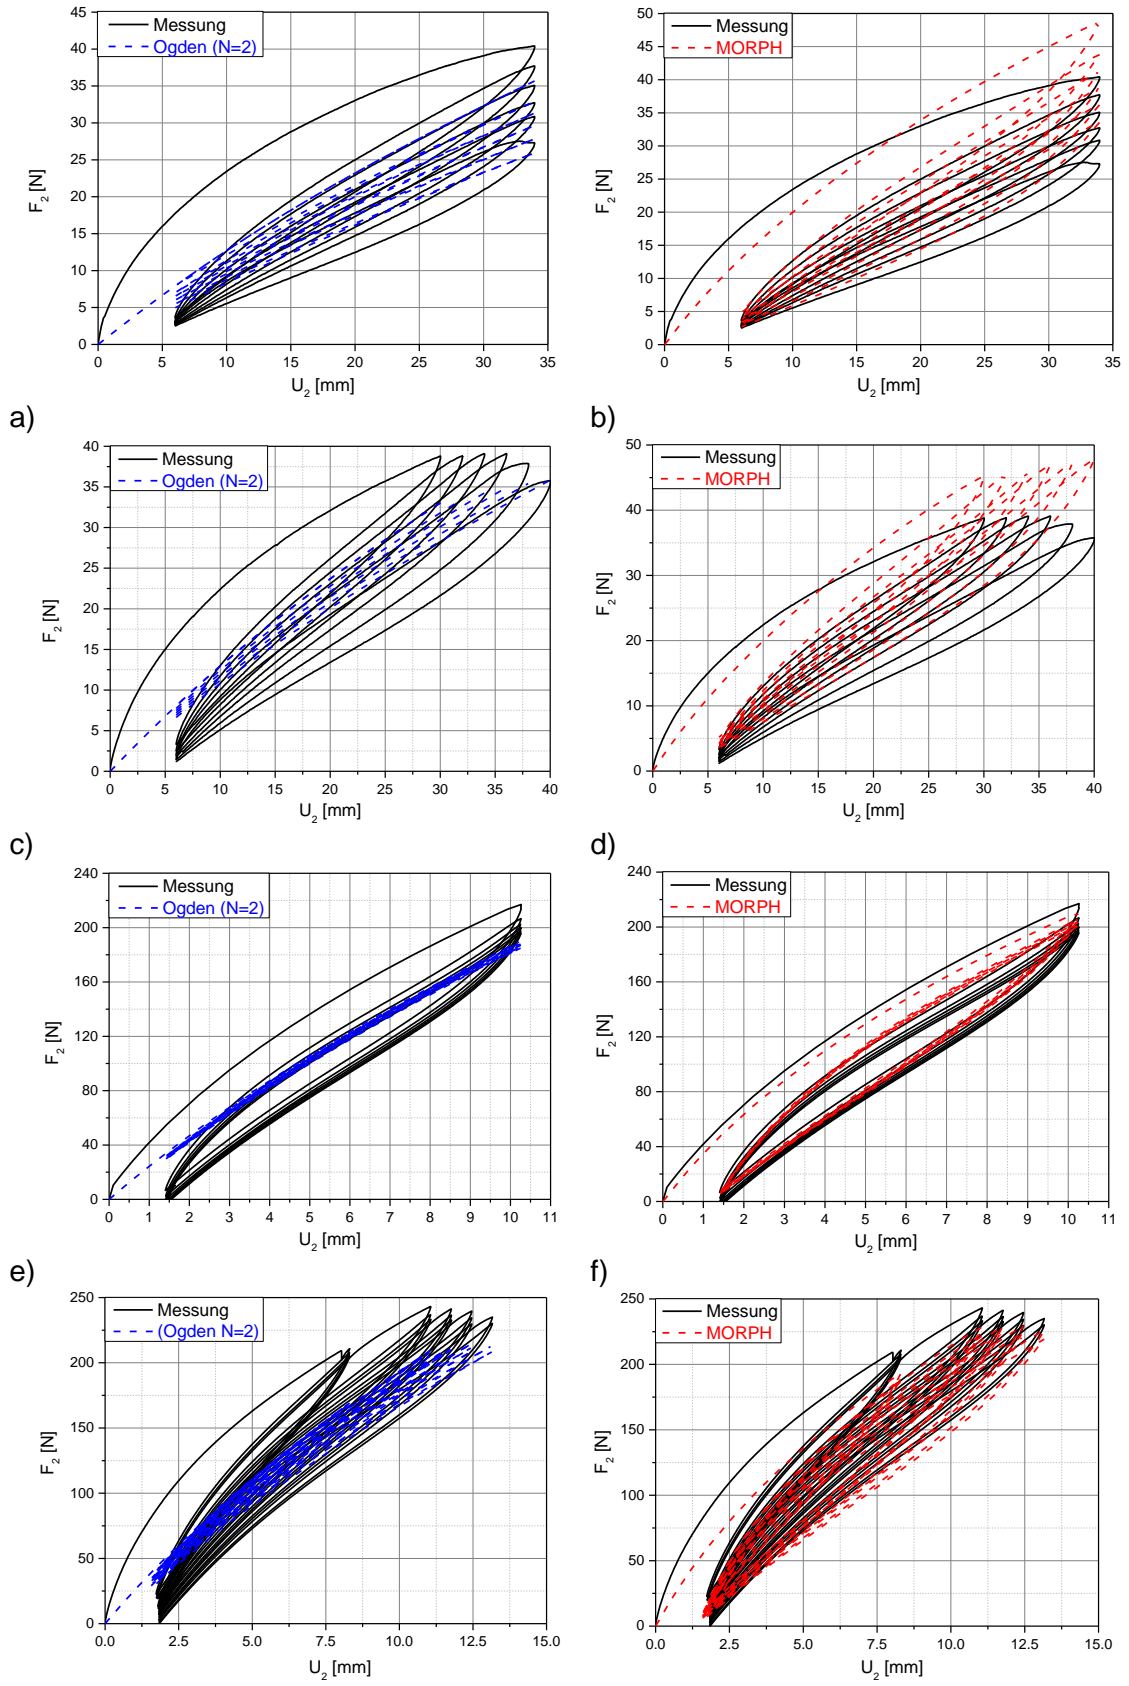 Messung
Ogden (N=2)
45
40
35
30
25
20
15
10
5
0
F2 [N]
0 5 10 15 20 25 30 35
U2 [mm]
Messung
MORPH
50
45
40
35
30
25
20
15
10
5
0
F2 [N]
0 5 10 15 20 25 30 35
U2 [mm]
a)
b)
Messung
Ogden (N=2)
40
35
30
25
20
15
10
5
0
F2 [N]
0 5 10 15 20 25 30 35 40
U2 [mm]
Messung
MORPH
50
40
30
20
10
0
F2 [N]
0 5 10 15 20 25 30 35 40
U2 [mm]
c)
d)
Messung
Ogden (N=2)
240
200
160
120
80
40
0
F2 [N]
0 1 2 3 4 5 6 7 8 9 10 11
U2 [mm]
Messung
MORPH
240
200
160
120
80
40
0
F2 [N]
0 1 2 3 4 5 6 7 8 9 10 11
U2 [mm]
e)
f)
Messung
(Ogden N=2)
250
200
150
100
50
0
F2 [N]
0.0 2.5 5.0 7.5 10.0 12.5 15.0
U2 [mm]
Messung
MORPH
250
200
150
100
50
0
F2 [N]
0.0 2.5 5.0 7.5 10.0 12.5 15.0
U2 [mm]